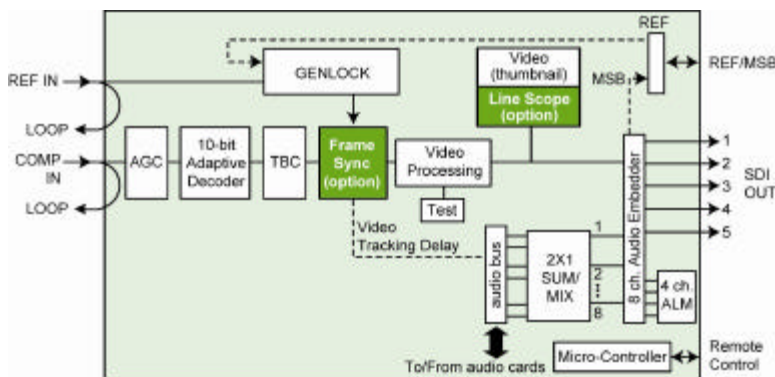 REF
REF IN
GENLOCK
Video
(thumbnail)
MSB
REF/MSB
Line Scope
(option)
LOOP
COMP
IN
AGC
10-bit
Adaptive
Decoder
TBC
Frame
Sync
(option)
Video
Processing
Test
LOOP
Video
Tracking Delay
audio bus
2X1
SUM/
MIX
1
2
8
8 ch. Audio Embedder
4 ch.
ALM
1
2
3
4
5
SDI
OUT
To/From audio cards
Micro-Controller
Remote
Control